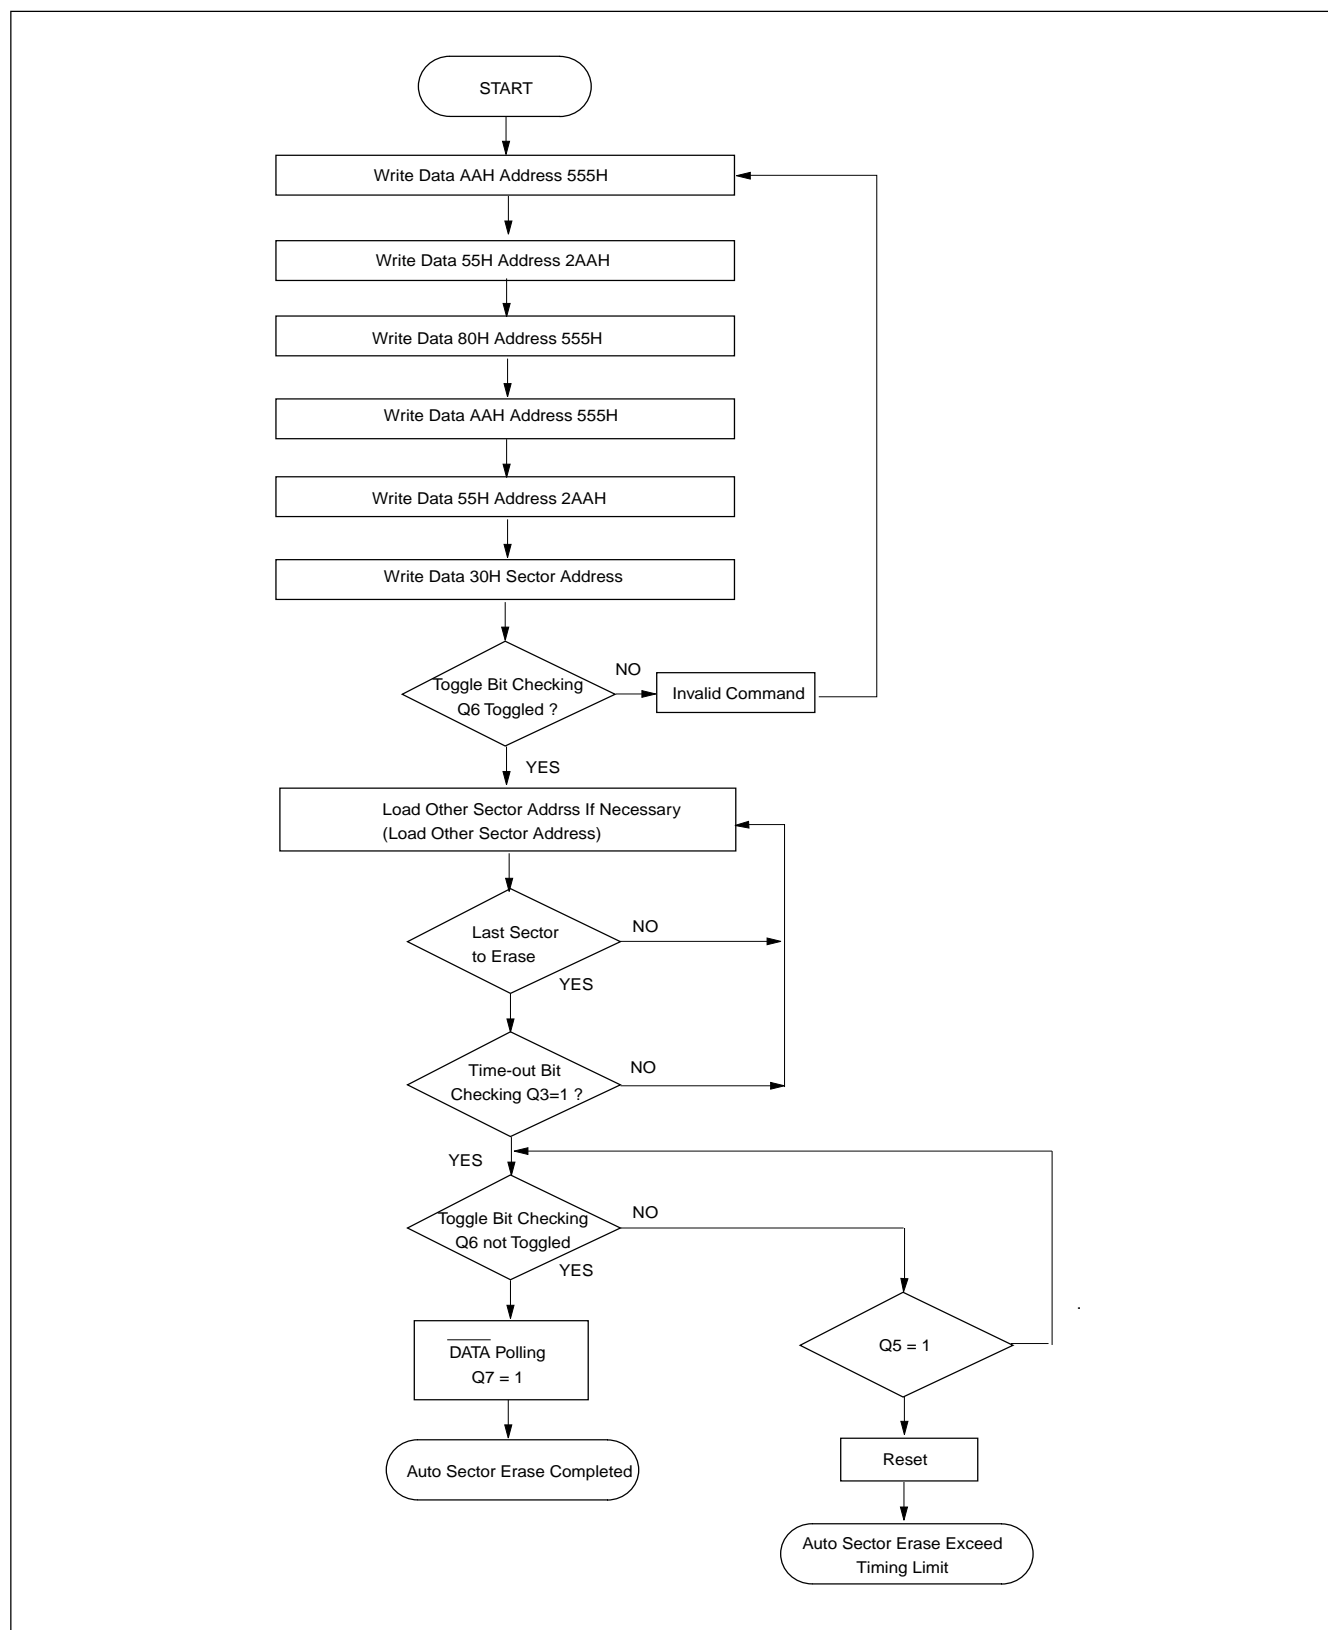 START
Write Data AAH Address 555H
Write Data 55H Address 2AAH
Write Data 80H Address 555H
Write Data AAH Address 555H
Write Data 55H Address 2AAH
Write Data 30H Sector Address
Toggle Bit Checking
Q6 Toggled ?
NO
Invalid Command
YES
Load Other Sector Addrss If Necessary
(Load Other Sector Address)
Last Sector
to Erase
NO
YES
Time-out Bit
Checking Q3=1 ?
NO
YES
Toggle Bit Checking
Q6 not Toggled
NO
YES
DATA Polling
Q7 = 1
Q5 = 1
Auto Sector Erase Completed
Reset
Auto Sector Erase Exceed
Timing Limit